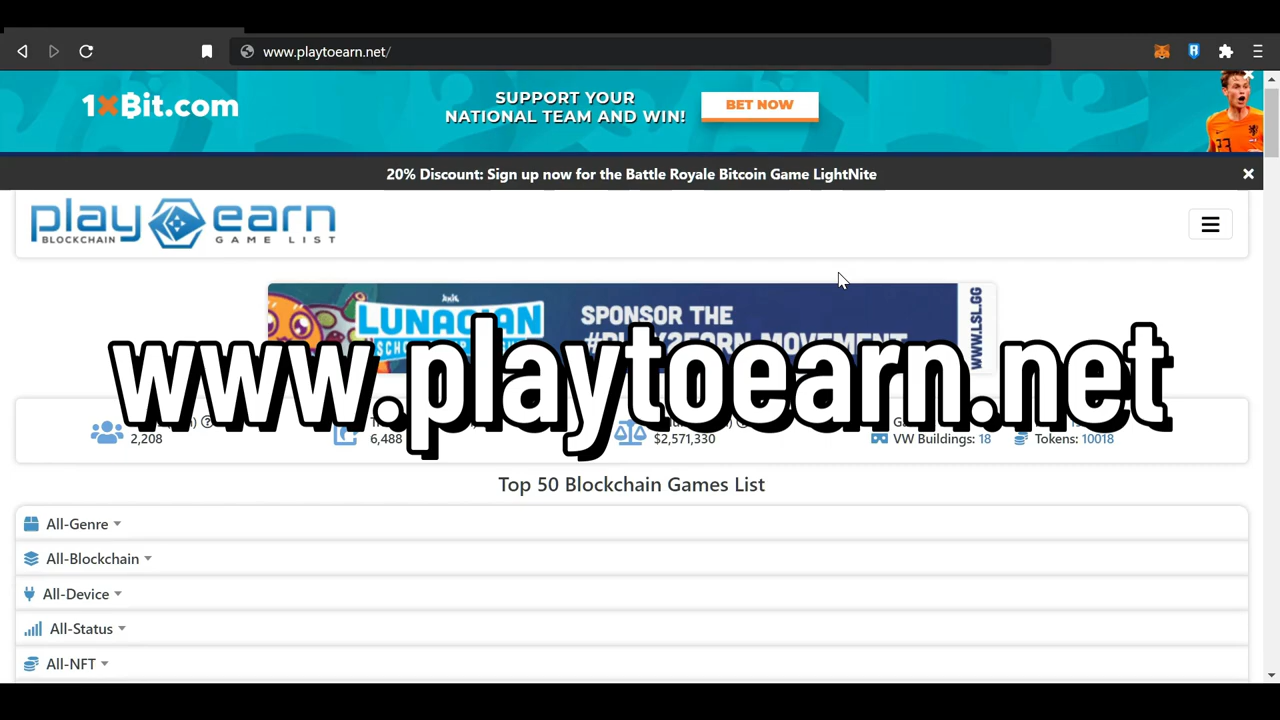 www.playtoearn.net/
1xBit.com
SUPPORT YOUR
NATIONAL TEAM AND WIN!
BET NOW
23
20% Discount: Sign up now for the Battle Royale Bitcoin Game LightNite
play earn
BLOCKCHAIN GAME LIST
LUNACIAN
SPONSOR THE
#PLAY2EARN MOVEMENT
WWW.LSL.GG
www.playtoearn.net
2,208
6,488
$2,571,330
VW Buildings: 18
Tokens: 10018
Top 50 Blockchain Games List
All-Genre
All-Blockchain
All-Device
All-Status
All-NFT